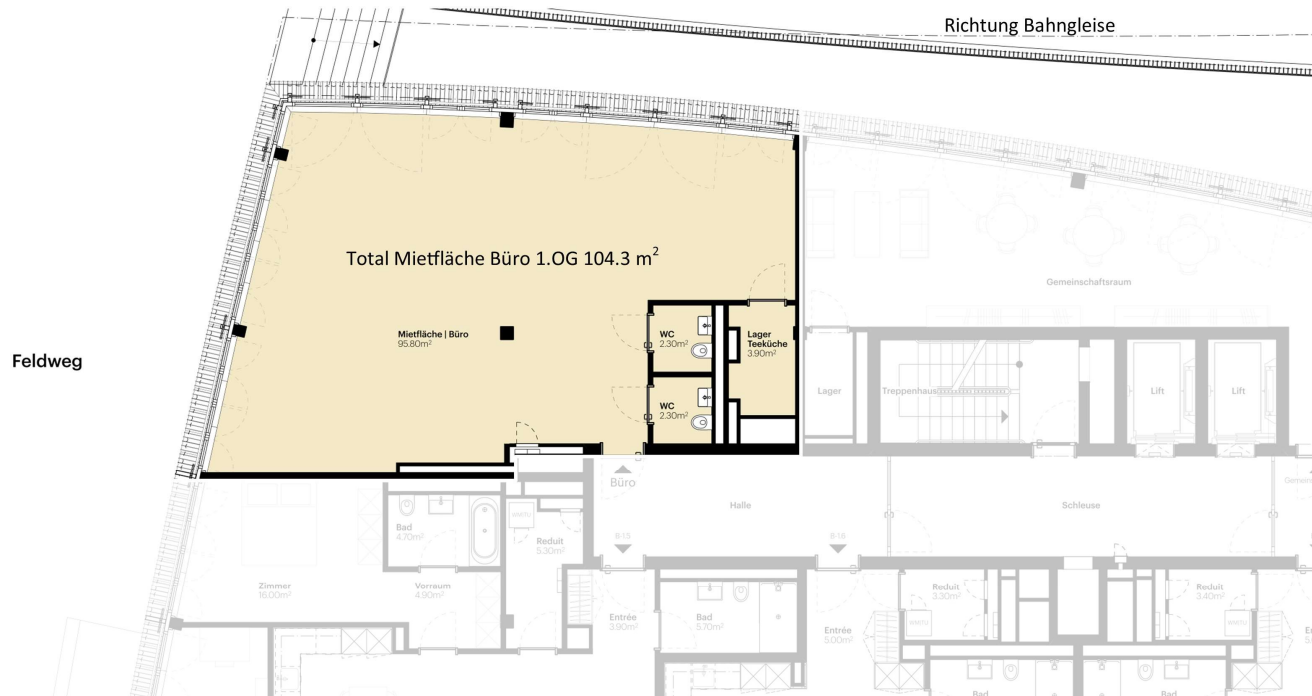 Richtung Bahngleise
Total Mietfläche Büro 1.OG 104.3 m²
Mietfläche | Büro
95.80m²
WC
2.30m²
Lager
Teeküche
3.90m²
WC
2.30m²
Feldweg
Gemeinschaftsraum
Lager
Treppenhaus
Lift
Lift
Büro
Halle
Schleuse
Bad
4.70m²
Reduit
5.30m²
Zimmer
16.00m²
Vorraum
4.90m²
Entrée
3.90m²
Bad
5.70m²
Entrée
5.00m²
Reduit
3.30m²
Reduit
3.40m²
Bad
Bad